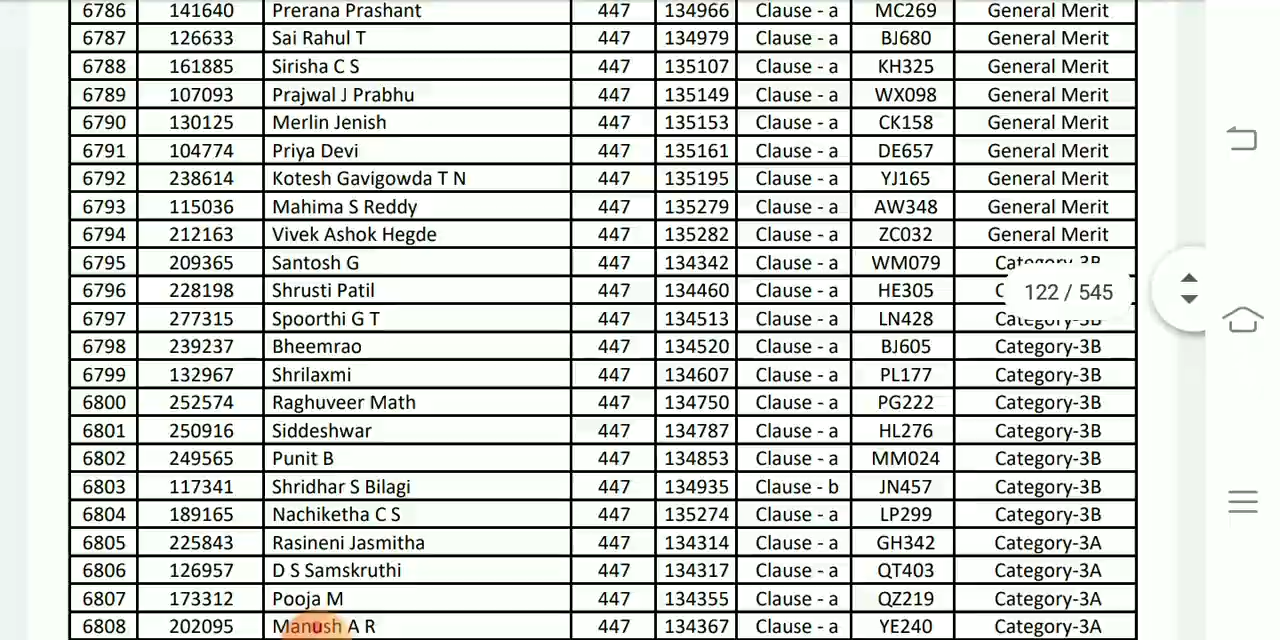 6786 141640 Prerana Prashant 447 134966 Clause - a MC269 General Merit
6787 126633 Sai Rahul T 447 134979 Clause - a BJ680 General Merit
6788 161885 Sirisha C S 447 135107 Clause - a KH325 General Merit
6789 107093 Prajwal J Prabhu 447 135149 Clause - a WX098 General Merit
6790 130125 Merlin Jenish 447 135153 Clause - a CK158 General Merit
6791 104774 Priya Devi 447 135161 Clause - a DE657 General Merit
6792 238614 Kotesh Gavigowda T N 447 135195 Clause - a YJ165 General Merit
6793 115036 Mahima S Reddy 447 135279 Clause - a AW348 General Merit
6794 212163 Vivek Ashok Hegde 447 135282 Clause - a ZC032 General Merit
6795 209365 Santosh G 447 134342 Clause - a WM079 Category-3B
6796 228198 Shrusti Patil 447 134460 Clause - a HE305
122 / 545
6797 277315 Spoorthi G T 447 134513 Clause - a LN428 Category-3B
6798 239237 Bheemrao 447 134520 Clause - a BJ605 Category-3B
6799 132967 Shrilaxmi 447 134607 Clause - a PL177 Category-3B
6800 252574 Raghuveer Math 447 134750 Clause - a PG222 Category-3B
6801 250916 Siddeshwar 447 134787 Clause - a HL276 Category-3B
6802 249565 Punit B 447 134853 Clause - a MM024 Category-3B
6803 117341 Shridhar S Bilagi 447 134935 Clause - b JN457 Category-3B
6804 189165 Nachiketha C S 447 135274 Clause - a LP299 Category-3B
6805 225843 Rasineni Jasmitha 447 134314 Clause - a GH342 Category-3A
6806 126957 D S Samskruthi 447 134317 Clause - a QT403 Category-3A
6807 173312 Pooja M 447 134355 Clause - a QZ219 Category-3A
6808 202095 Manush A R 447 134367 Clause - a YE240 Category-3A